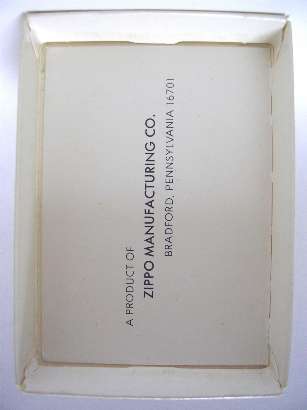 A PRODUCT OF
ZIPPO MANUFACTURING CO.
BRADFORD, PENNSYLVANIA 16701